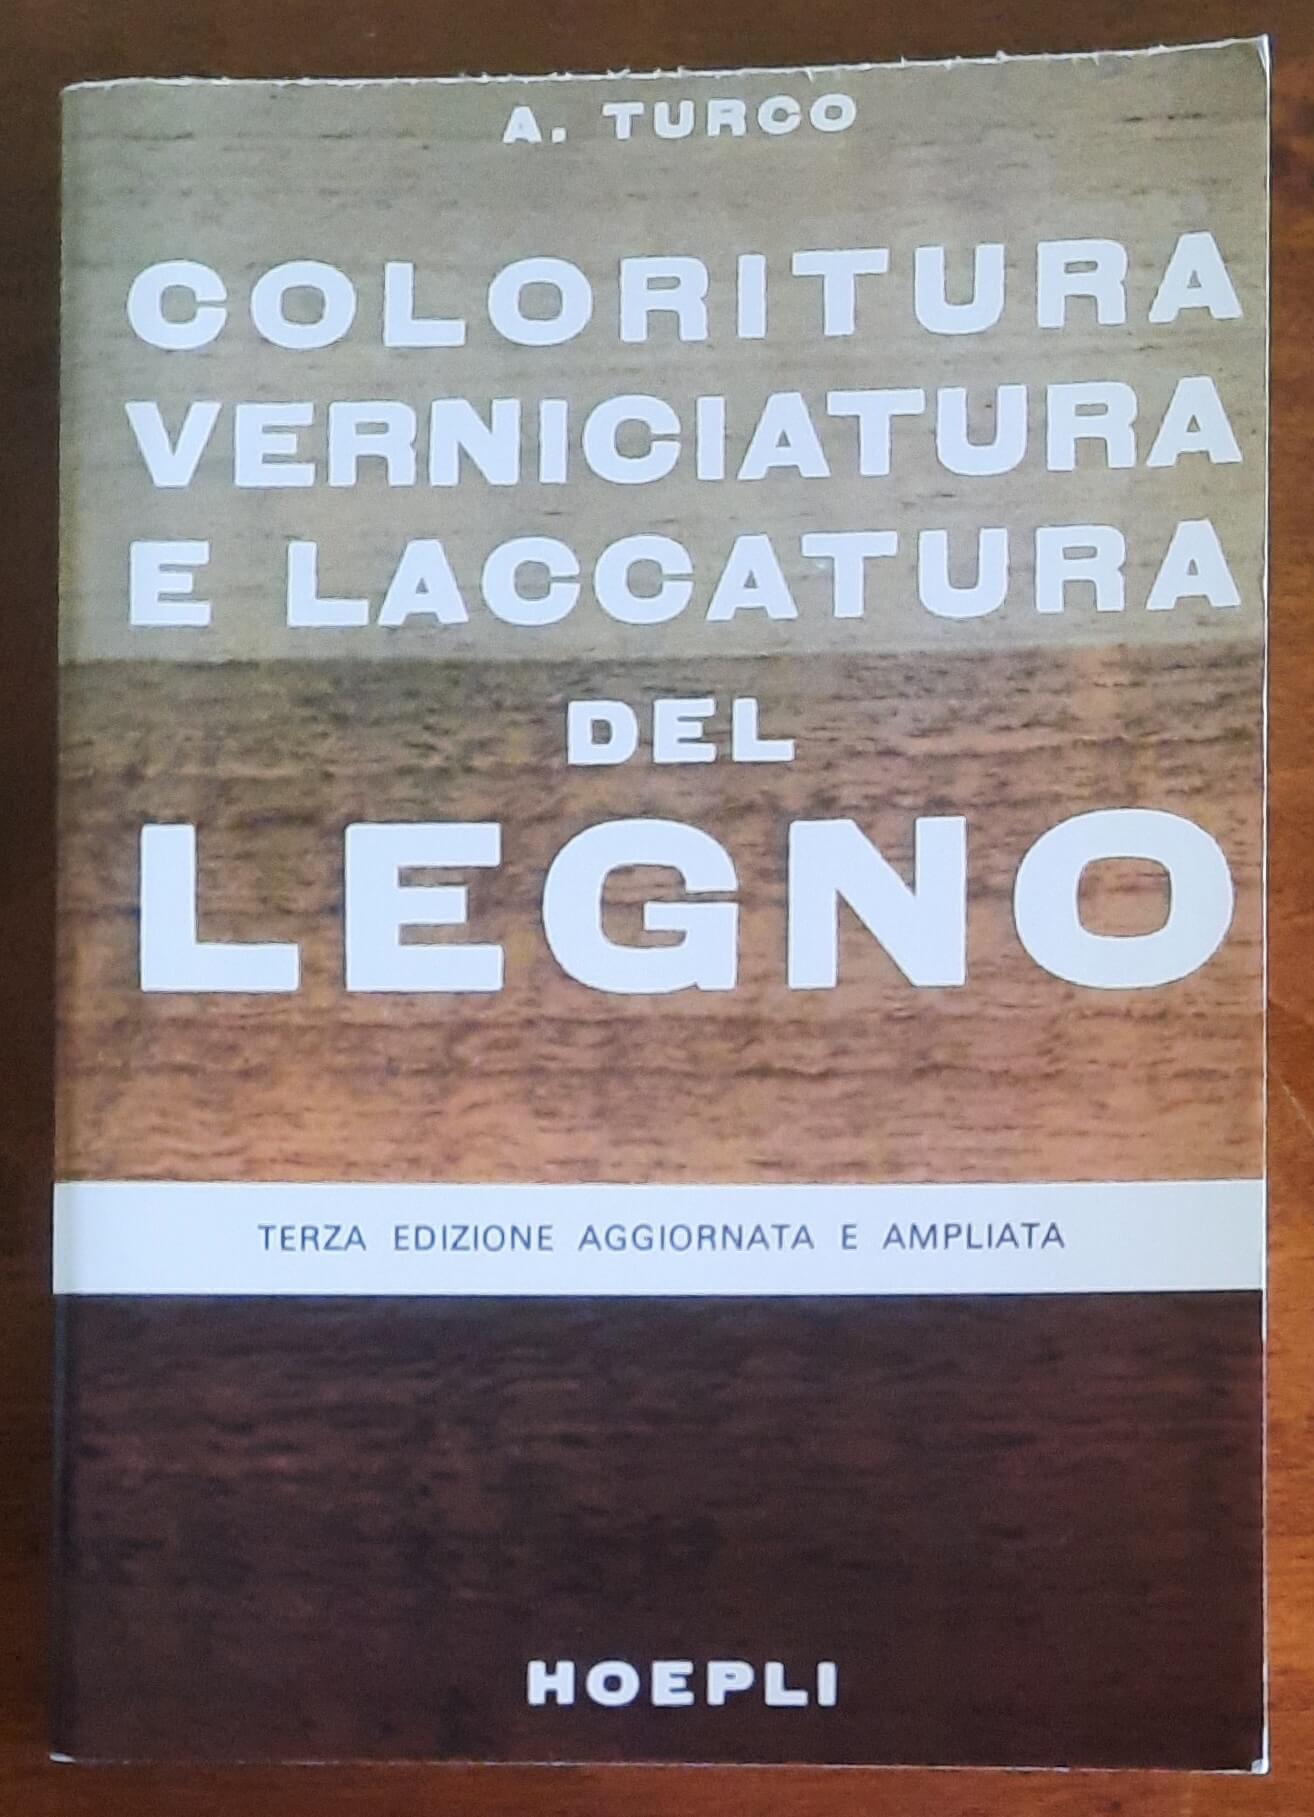 A. TURCO
COLORITURA
VERNICIATURA
E LACCATURA
DEL
LEGNO
TERZA EDIZIONE AGGIORNATA E AMPLIATA
HOEPLI